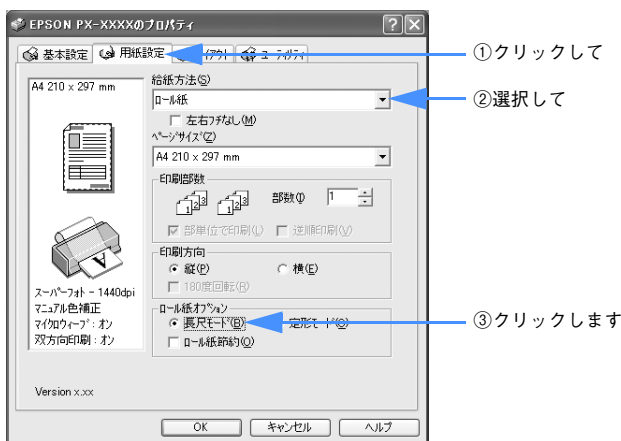 EPSON PX-XXXXのプロパティ
基本設定
用紙設定
ユーティリティ
①クリックして
A4 210 x 297 mm
給紙方法(S)
ロール紙
②選択して
左右フチなし(M)
ページサイズ(Z)
A4 210 x 297 mm
印刷部数
部数(I) 1
部単位で印刷(L) 逆順印刷(V)
印刷方向
縦(P) 横(E)
180度回転(R)
スーパーフォト - 1440dpi
マニュアル色補正
マイクロウィーブ : オン
双方向印刷 : オン
ロール紙オプション
長尺モード(B) 定形モード(O)
③クリックします
ロール紙節約(Q)
Version x.xx
OK キャンセル ヘルプ